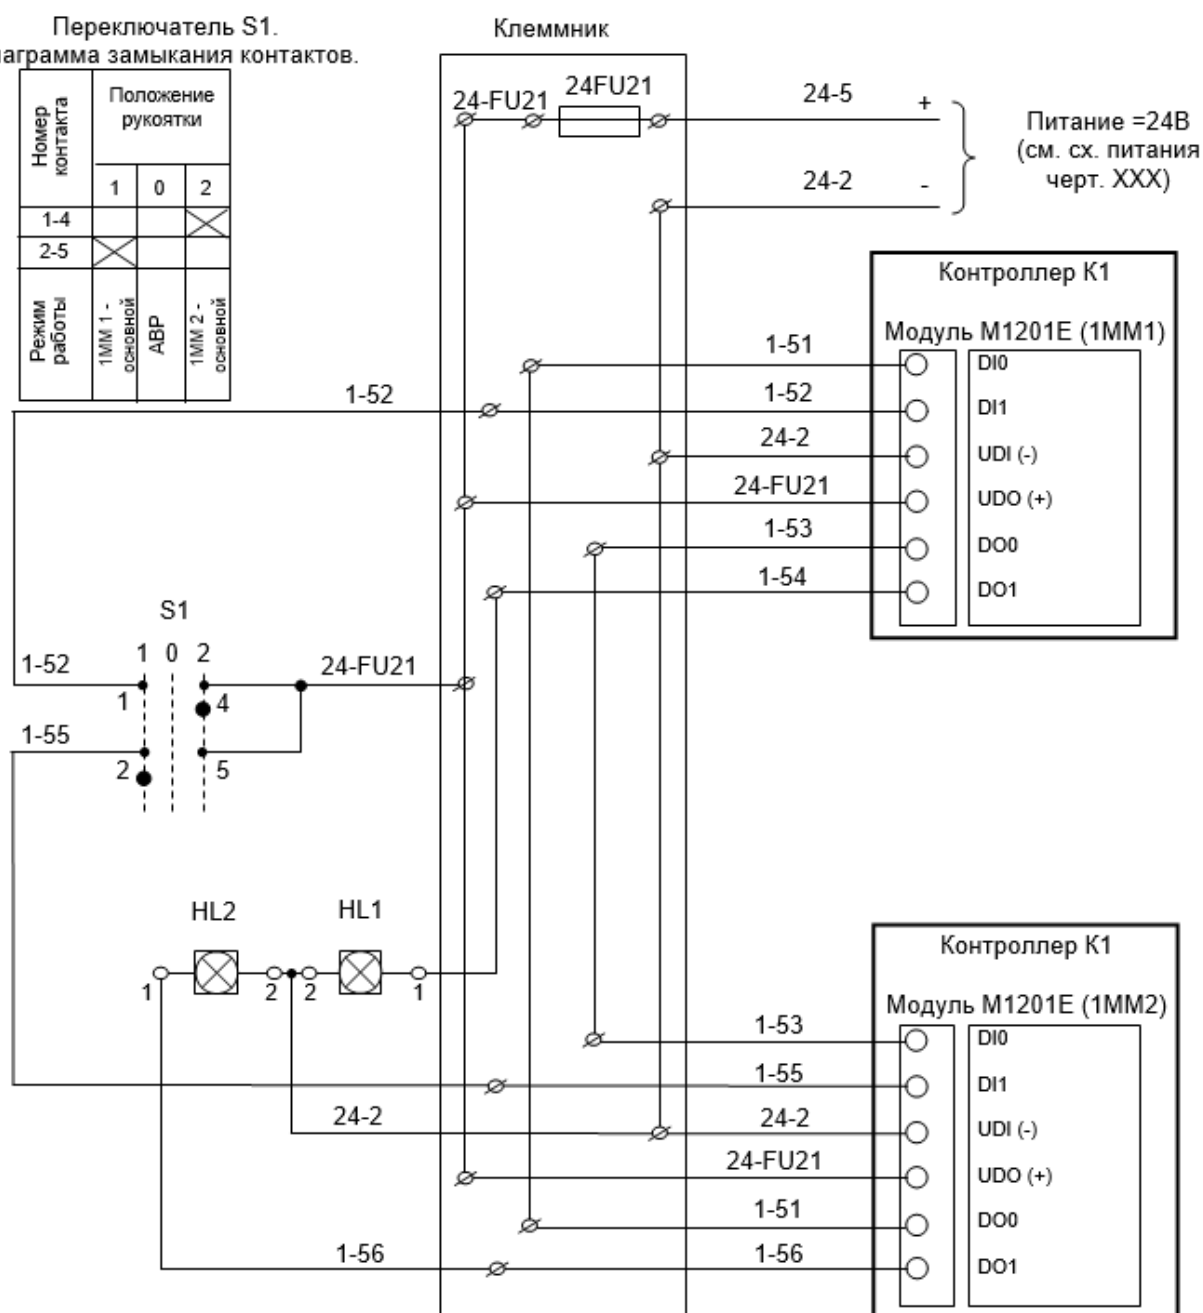 Переключатель S1.
аграмма замыкания контактов.
Номер
контакта
Положение
рукоятки
1 0 2
1-4
2-5
Режим
работы
1ММ 1 -
основной
АВР
1ММ 2 -
основной
Клеммник
24-FU21
24FU21
24-5
+
24-2
-
Питание =24В
(см. сх. питания
черт. XXX)
Контроллер К1
Модуль М1201Е (1ММ1)
1-51
DI0
1-52
1-52
DI1
24-2
UDI (-)
24-FU21
UDO (+)
1-53
DO0
1-54
DO1
S1
1 0 2
1-52
24-FU21
1
4
1-55
2
5
HL2
HL1
1
2
2
1
Контроллер К1
Модуль М1201Е (1ММ2)
1-53
DI0
1-55
DI1
24-2
24-2
UDI (-)
24-FU21
UDO (+)
1-51
DO0
1-56
1-56
DO1